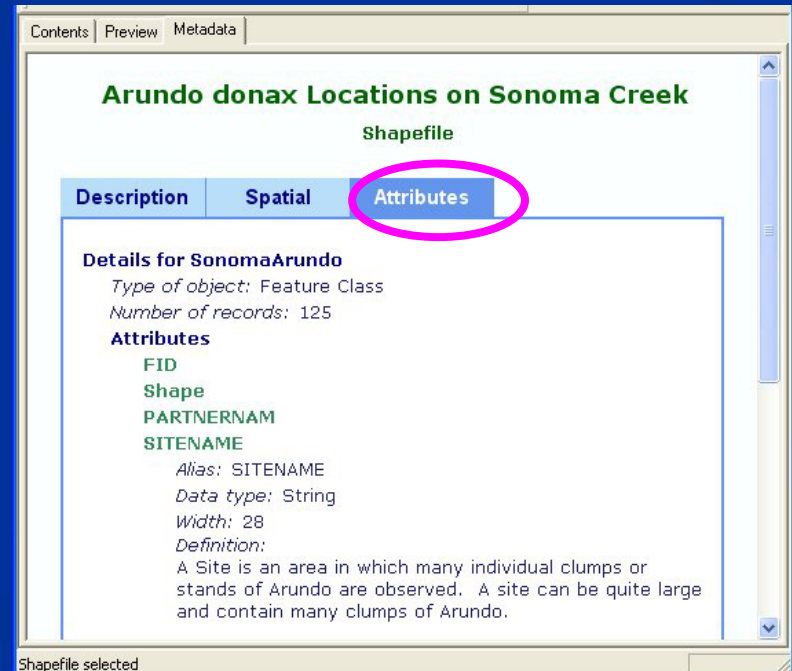 Contents Preview Metadata
Arundo donax Locations on Sonoma Creek
Shapefile
Description Spatial Attributes
Details for SonomaArundo
Type of object: Feature Class
Number of records: 125
Attributes
FID
Shape
PARTNERNAM
SITENAME
Alias: SITENAME
Data type: String
Width: 28
Definition:
A Site is an area in which many individual clumps or
stands of Arundo are observed. A site can be quite large
and contain many clumps of Arundo.
Shapefile selected